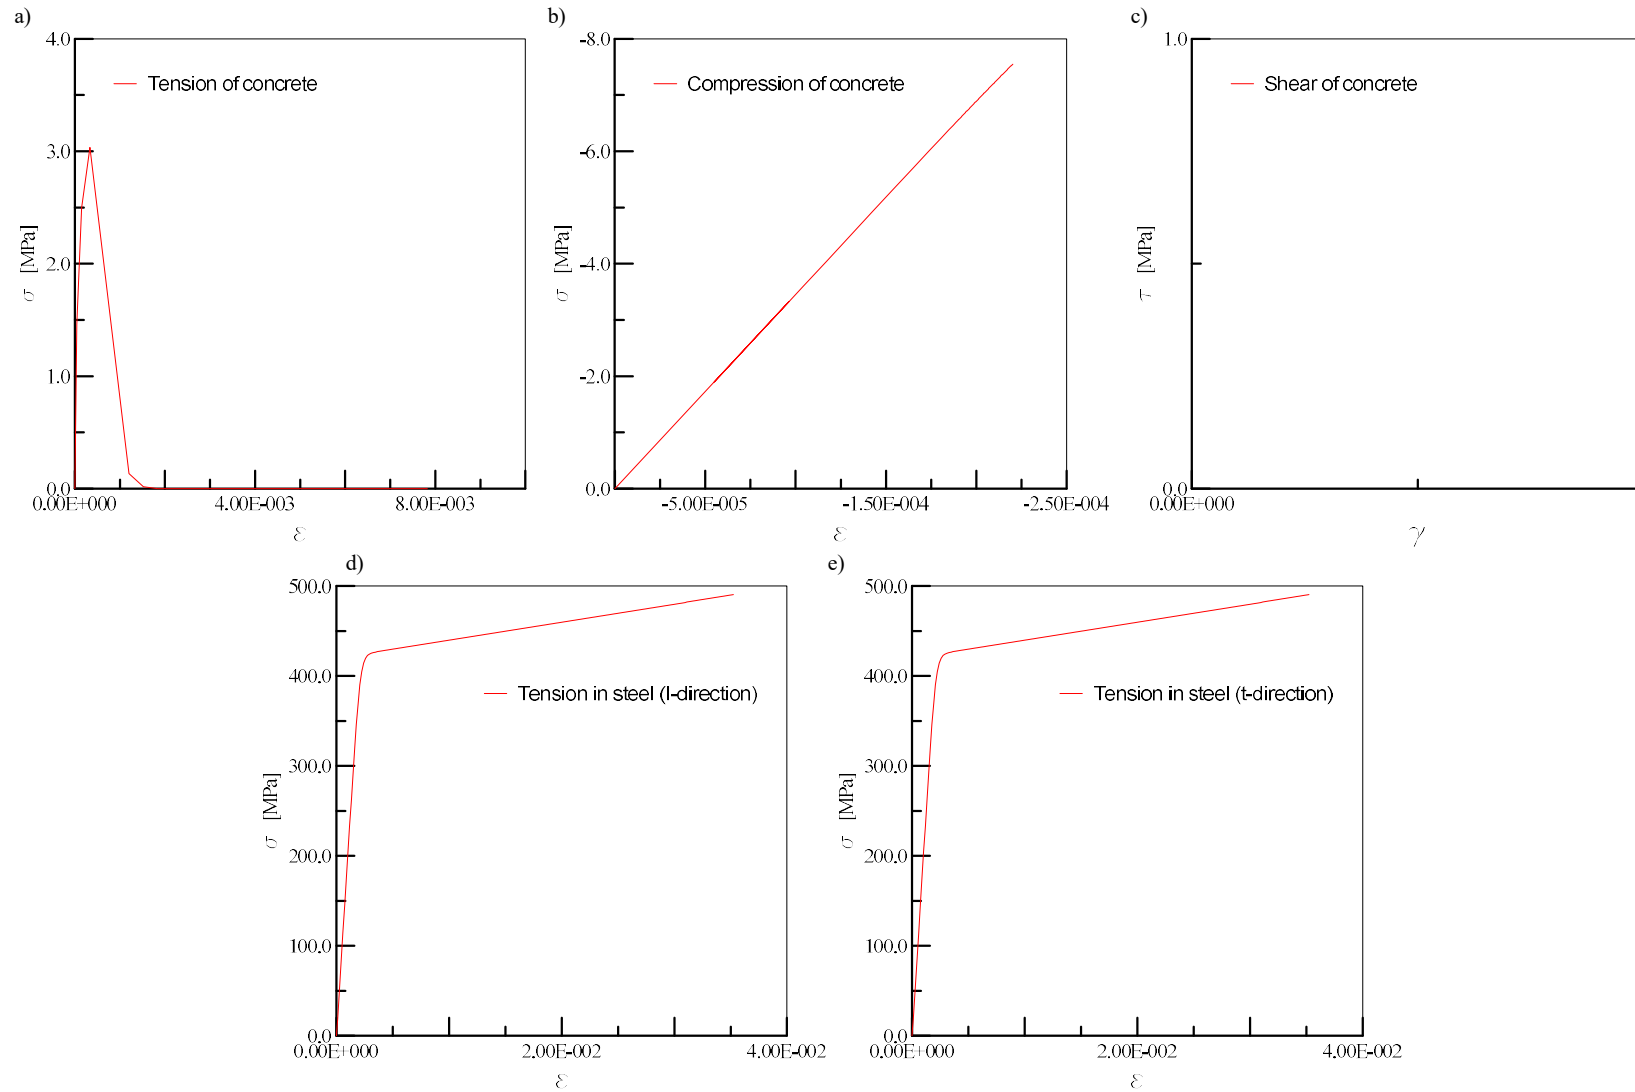 a)
4.0
3.0
2.0
1.0
0.0
σ [MPa]
Tension of concrete
0.00E+000
4.00E-003
8.00E-003
ε
b)
-8.0
-6.0
-4.0
-2.0
0.0
σ [MPa]
Compression of concrete
-5.00E-005
-1.50E-004
-2.50E-004
ε
c)
1.0
0.0
τ [MPa]
Shear of concrete
0.00E+000
γ
d)
500.0
400.0
300.0
200.0
100.0
0.0
σ [MPa]
Tension in steel (l-direction)
0.00E+000
2.00E-002
4.00E-002
ε
e)
500.0
400.0
300.0
200.0
100.0
0.0
σ [MPa]
Tension in steel (t-direction)
0.00E+000
2.00E-002
4.00E-002
ε